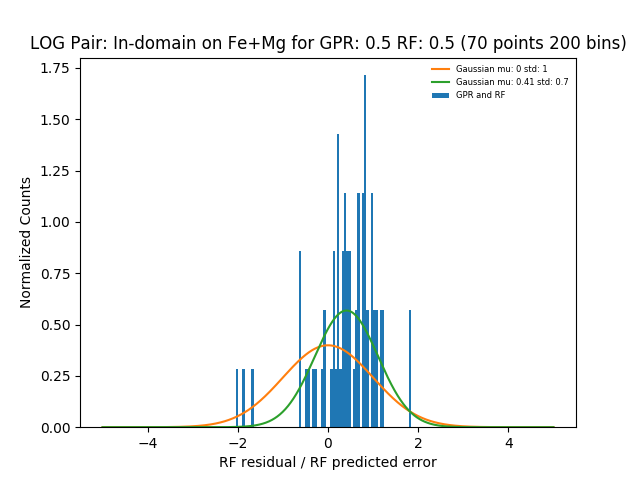 LOG Pair: In-domain on Fe+Mg for GPR: 0.5 RF: 0.5 (70 points 200 bins)
Gaussian mu: 0 std: 1
Gaussian mu: 0.41 std: 0.7
GPR and RF
1.75
1.50
1.25
1.00
0.75
0.50
0.25
0.00
Normalized Counts
−4 −2 0 2 4
RF residual / RF predicted error